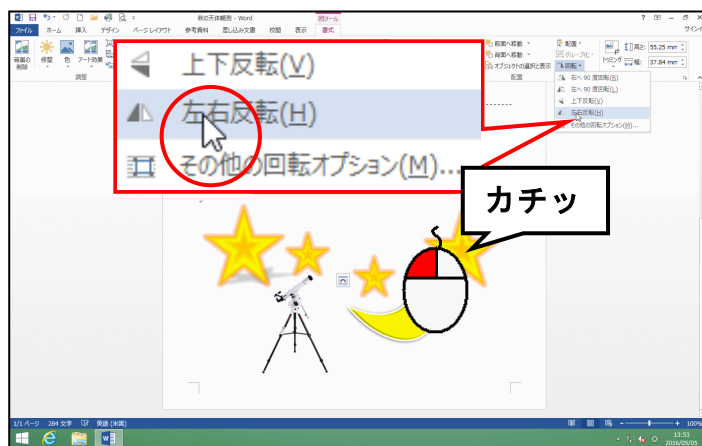 秋の天体観測 - Word
図ツール
サインイ
ファイル ホーム 挿入 デザイン ページレイアウト 参考資料 差し込み文書 校閲 表示 書式
背景の削除
修整
色
アート効果
調整
前面へ移動
背面へ移動
オブジェクトの選択と表示
配置
グループ化
回転
配置
トリミング
高さ: 55.25 mm
幅: 37.84 mm
右へ 90 度回転(R)
左へ 90 度回転(L)
上下反転(V)
左右反転(H)
その他の回転オプション(M)...
上下反転(V)
左右反転(H)
その他の回転オプション(M)...
カチッ
1/1 ページ 284 文字 英語 (米国)
100%
13:53
2016/05/05